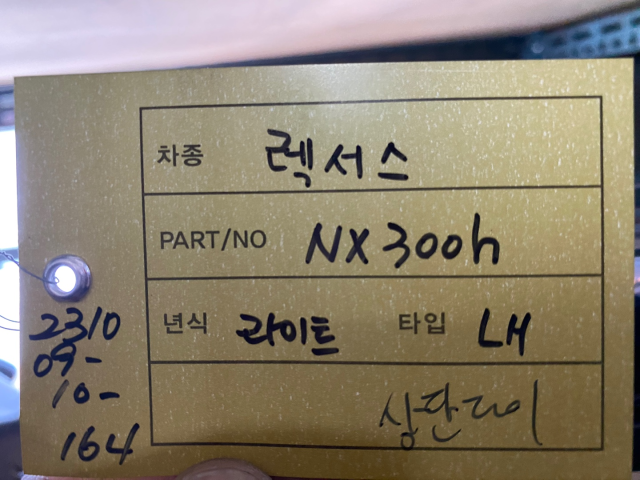 차종 렉서스
PART/NO NX300h
년식 라이트 타입 LH
상단다이
2310
09-
10-
164